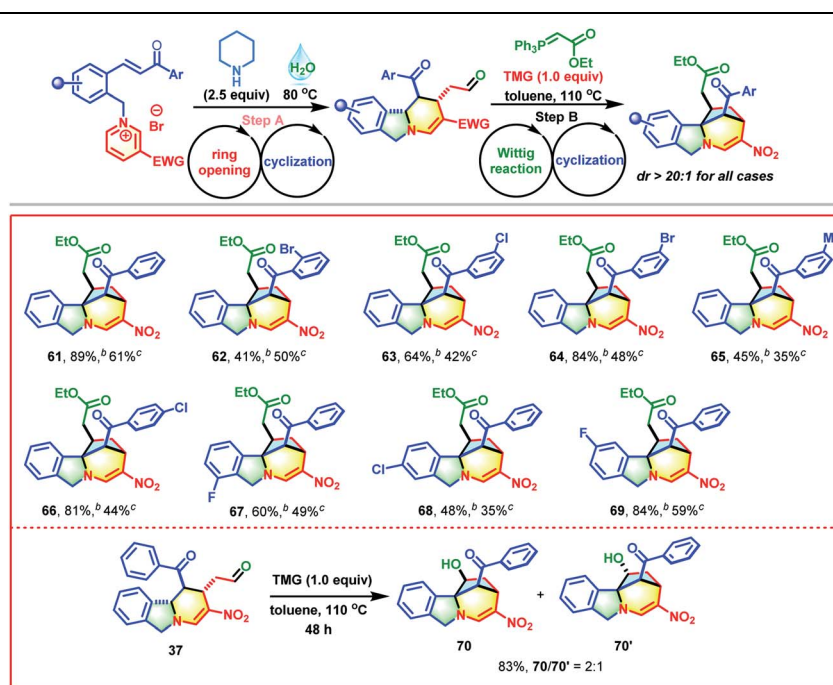 O
Ar
N
Br
EWG
N
H
(2.5 equiv)
H2O
80 °C
Step A
ring opening
cyclization
Ar
O
O
N
EWG
Ph3P
O
OEt
TMG (1.0 equiv)
toluene, 110 °C
Step B
Wittig reaction
cyclization
EtO
O
O
Ar
N
NO2
dr > 20:1 for all cases
EtO
O
O
N
NO2
61, 89%,b 61%c
EtO
O
Br
O
N
NO2
62, 41%,b 50%c
EtO
O
O
Cl
N
NO2
63, 64%,b 42%c
EtO
O
O
Br
N
NO2
64, 84%,b 48%c
EtO
O
O
N
NO2
65, 45%,b 35%c
EtO
O
O
Cl
N
NO2
66, 81%,b 44%c
EtO
O
O
F
N
NO2
67, 60%,b 49%c
EtO
O
O
Cl
N
NO2
68, 48%,b 35%c
EtO
O
O
F
N
NO2
69, 84%,b 59%c
O
O
N
NO2
37
TMG (1.0 equiv)
toluene, 110 °C
48 h
HO
O
N
NO2
70
+
HO
O
N
NO2
70'
83%, 70/70' = 2:1